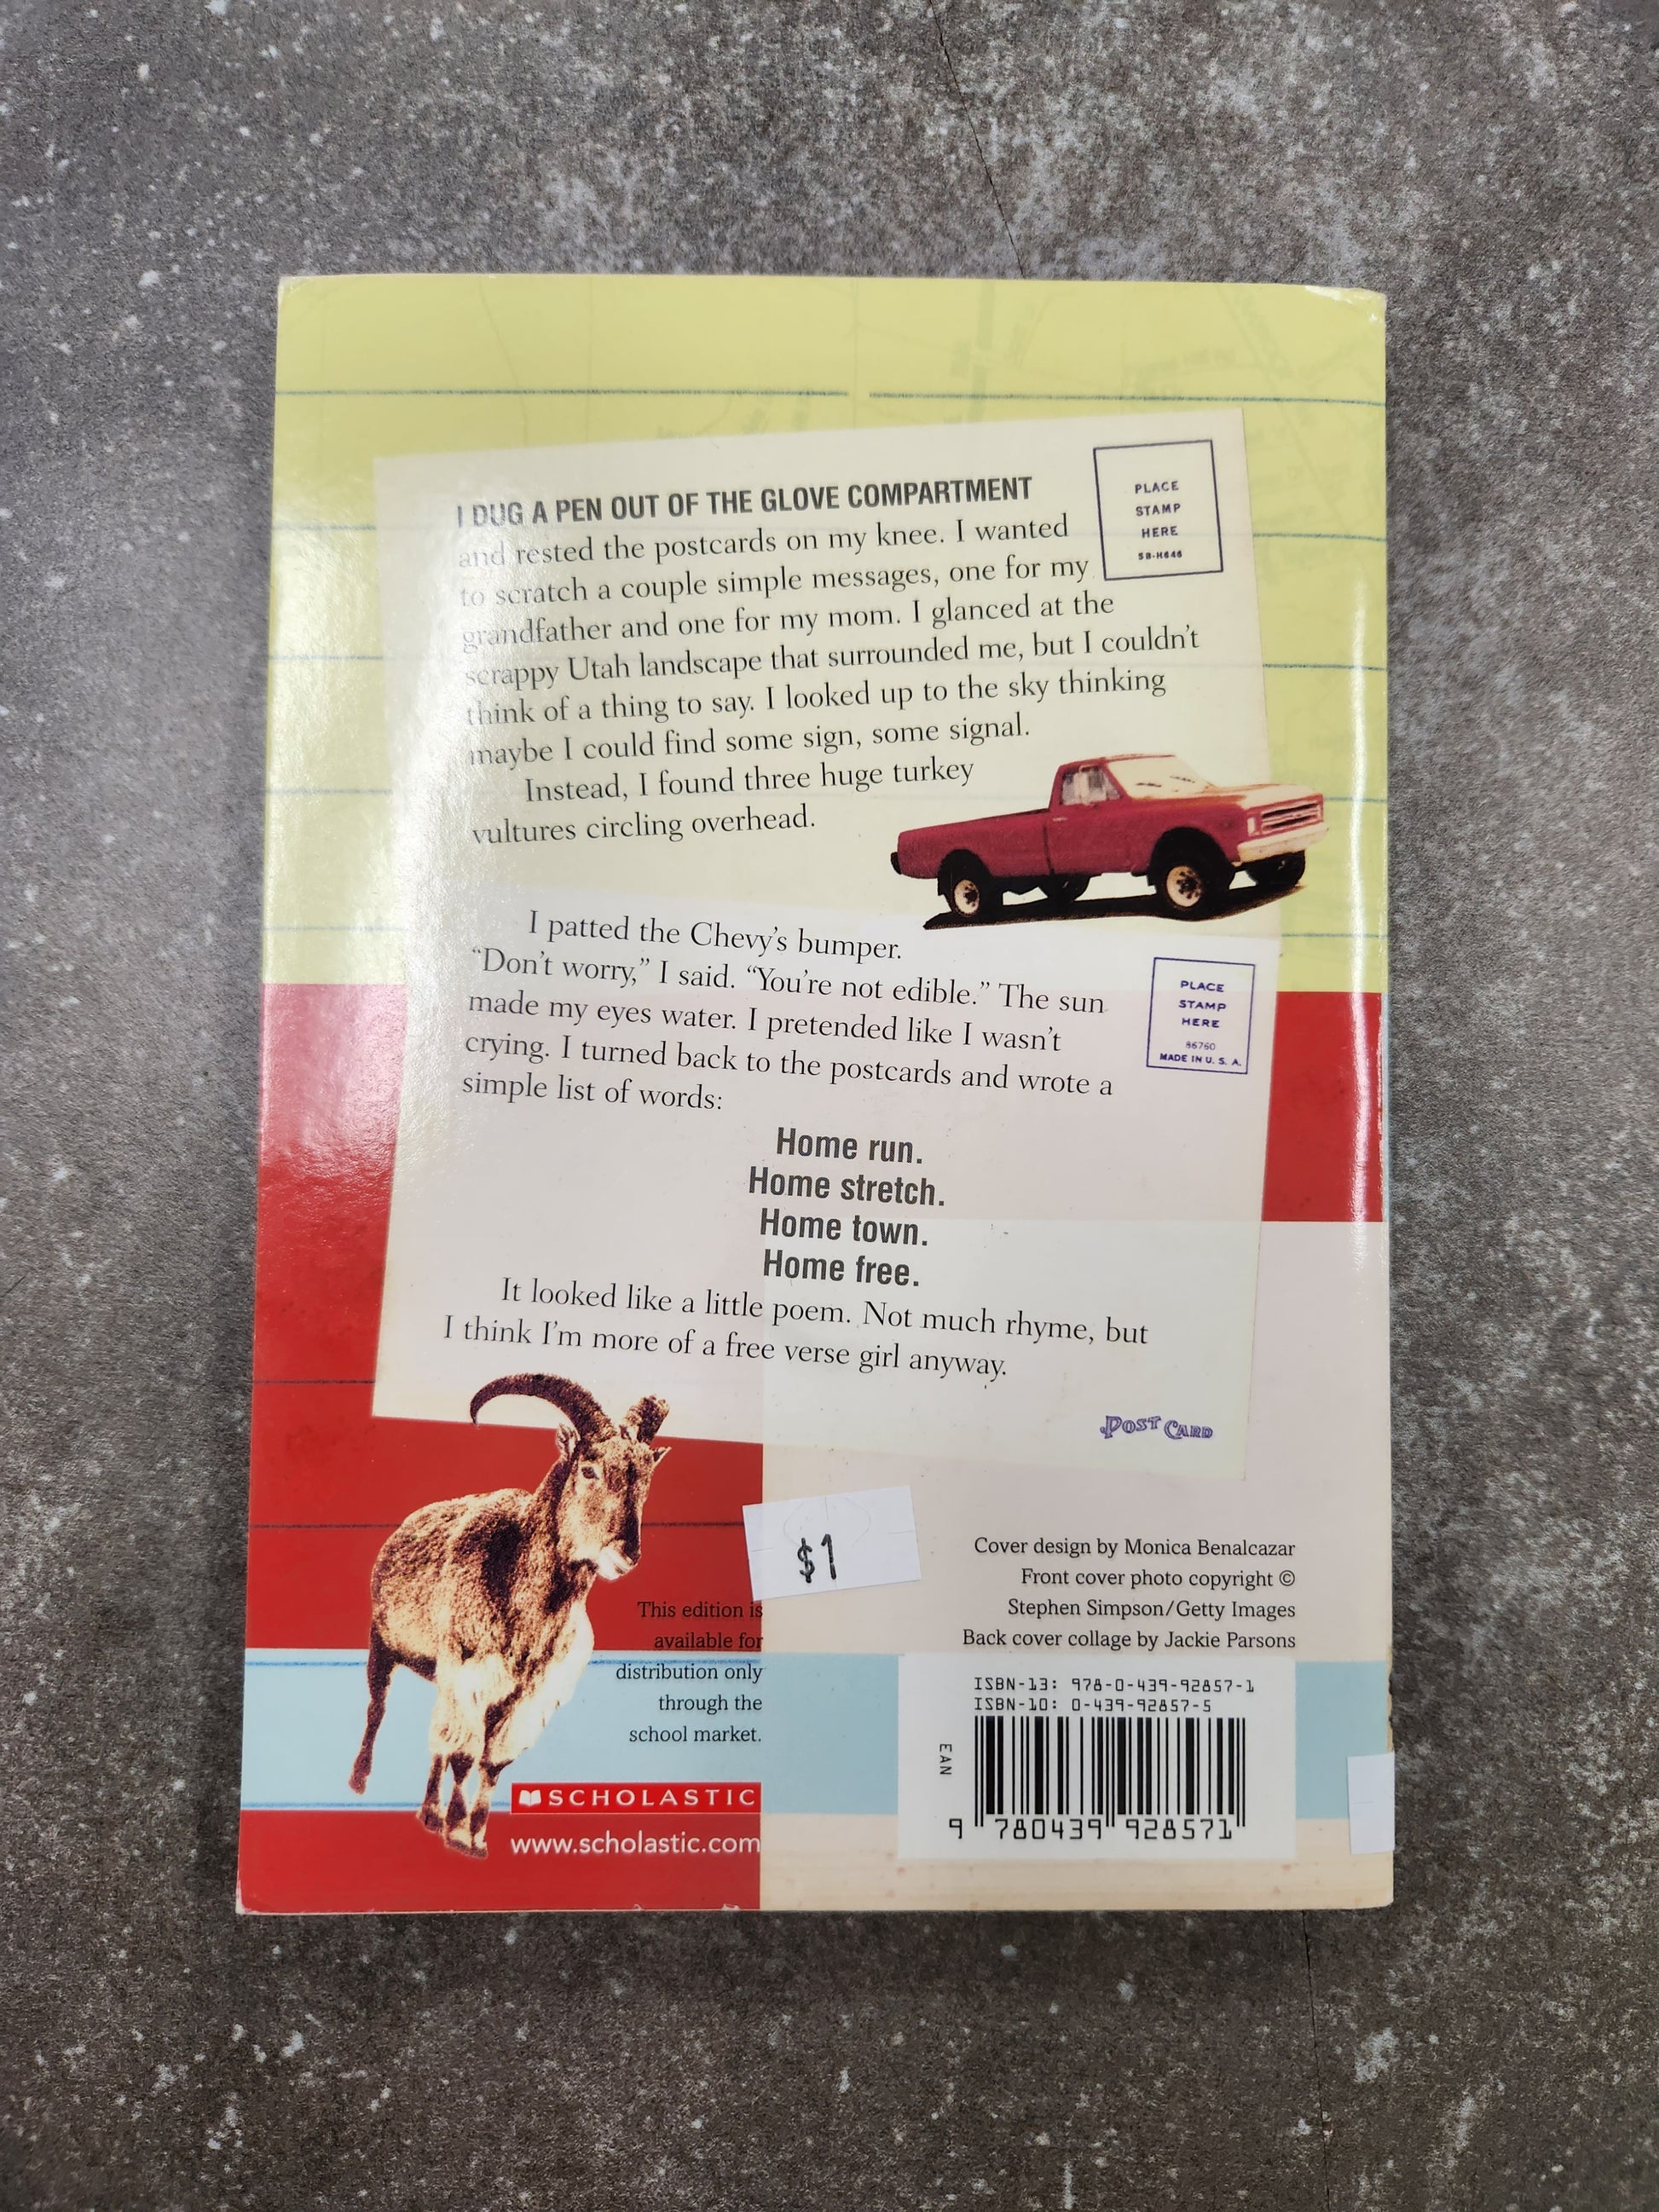 I DUG A PEN OUT OF THE GLOVE COMPARTMENT
and rested the postcards on my knee. I wanted
to scratch a couple simple messages, one for my
grandfather and one for my mom. I glanced at the
scrappy Utah landscape that surrounded me, but I couldn't
think of a thing to say. I looked up to the sky thinking
maybe I could find some sign, some signal.
Instead, I found three huge turkey
vultures circling overhead.
PLACE
STAMP
HERE
SB-H646
I patted the Chevy's bumper.
“Don't worry,” I said. “You're not edible.” The sun
made my eyes water. I pretended like I wasn't
crying. I turned back to the postcards and wrote a
simple list of words:
PLACE
STAMP
HERE
86760
MADE IN U. S. A.
Home run.
Home stretch.
Home town.
Home free.
It looked like a little poem. Not much rhyme, but
I think I'm more of a free verse girl anyway.
POST CARD
$1
Cover design by Monica Benalcazar
Front cover photo copyright ©
Stephen Simpson/Getty Images
Back cover collage by Jackie Parsons
This edition is
available for
distribution only
through the
school market.
SCHOLASTIC
www.scholastic.com
ISBN-13: 978-0-439-92857-1
ISBN-10: 0-439-92857-5
EAN
9 780439 928571